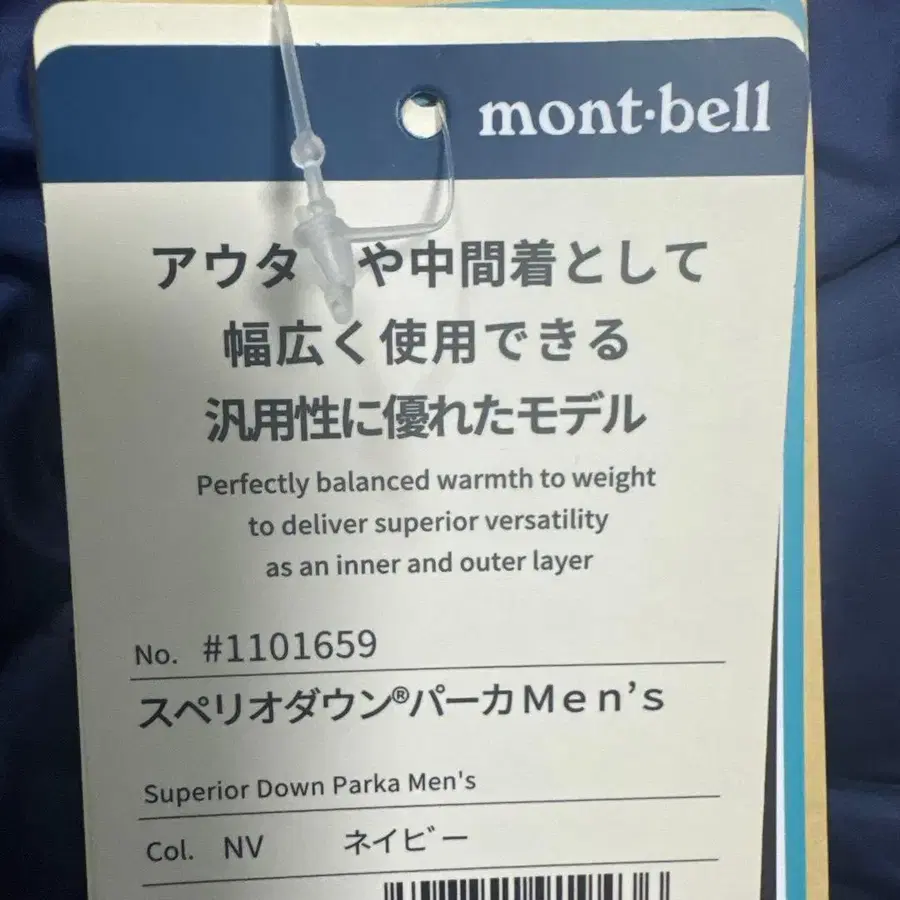 mont·bell
アウタ や中間着として
幅広く使用できる
汎用性に優れたモデル
Perfectly balanced warmth to weight
to deliver superior versatility
as an inner and outer layer
No. #1101659
スペリオダウン®パーカMen's
Superior Down Parka Men's
Col. NV ネイビー